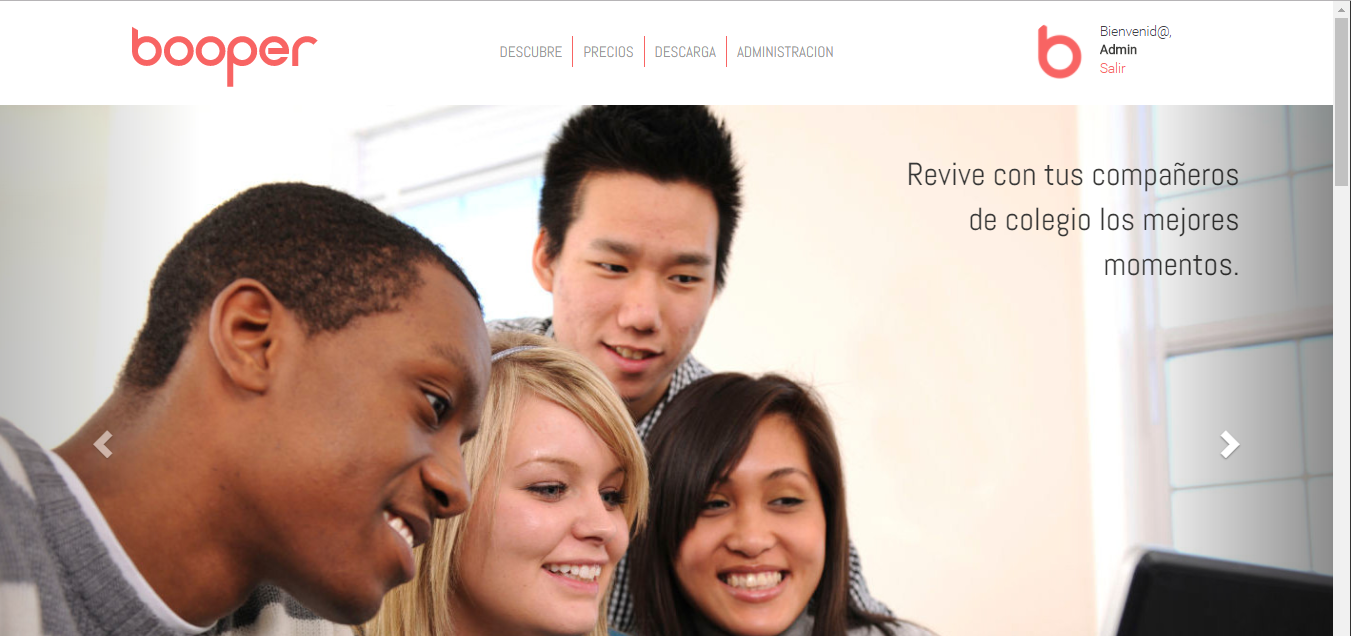 booper
DESCUBRE
PRECIOS
DESCARGA
ADMINISTRACION
b
Bienvenid@,
Admin
Salir
Revive con tus compañeros
de colegio los mejores
momentos.